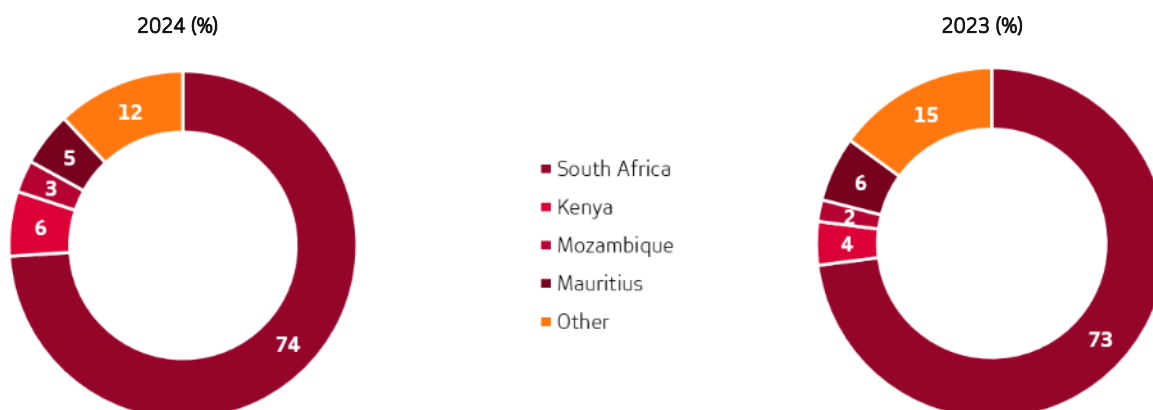 2024 (%)
2023 (%)
12
5
3
6
74
South Africa
Kenya
Mozambique
Mauritius
Other
15
6
2
4
73